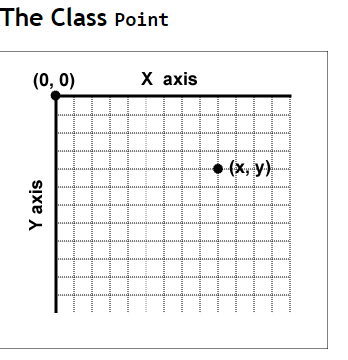 The Class Point
(0, 0)
X axis
(x, y)
Y axis